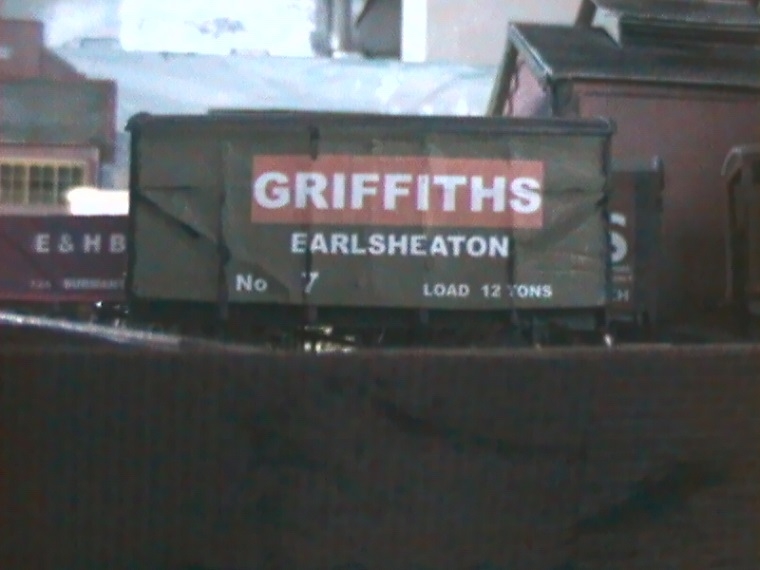 GRIFFITHS
EARLSHEATON
No 7 LOAD 12 TONS
E & H B
S
H